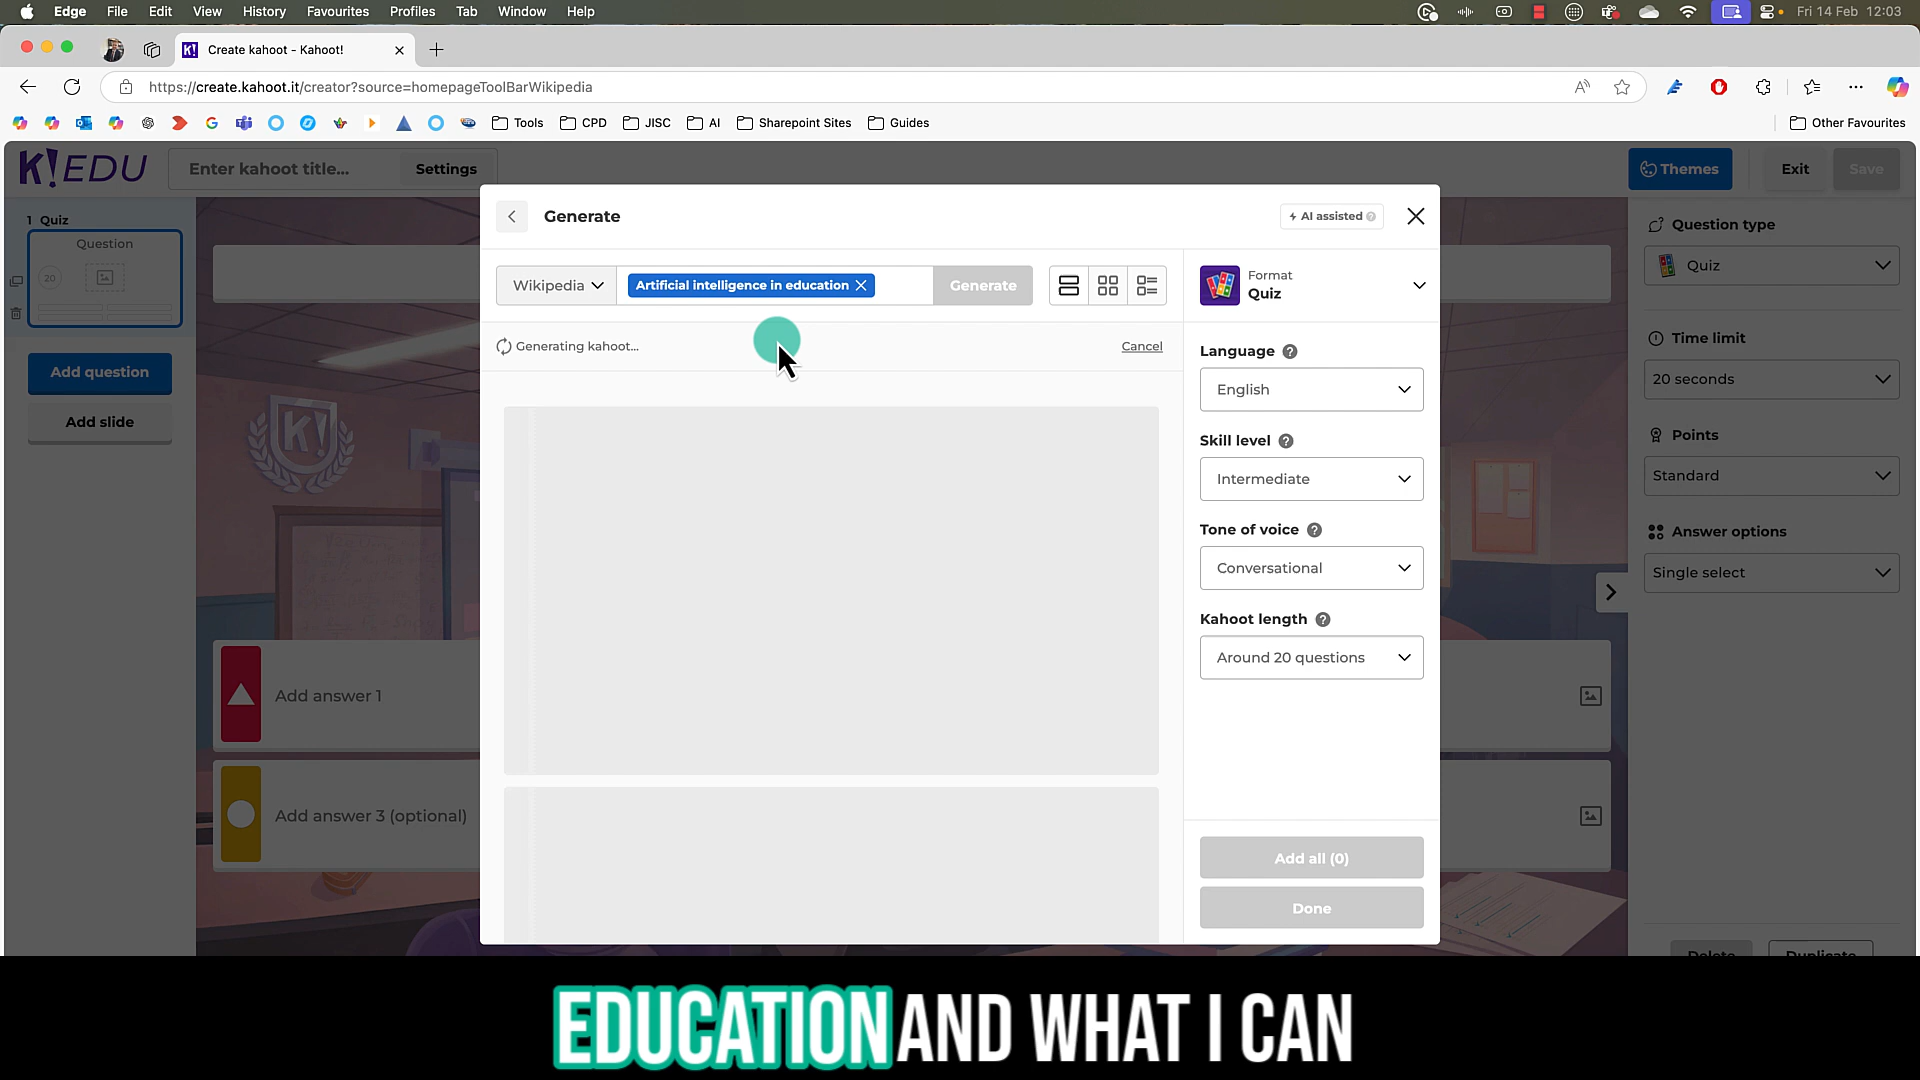 Edge File Edit View History Favourites Profiles Tab Window Help
Fri 14 Feb 12:03
Create kahoot - Kahoot!
https://create.kahoot.it/creator?source=homepageToolBarWikipedia
Tools CPD JISC AI Sharepoint Sites Guides Other Favourites
K!EDU Enter kahoot title... Settings Themes Exit Save
1 Quiz
Question
20
Add question
Add slide
Generate
AI assisted
Wikipedia Artificial intelligence in education Generate
Generating kahoot... Cancel
Format
Quiz
Language
English
Skill level
Intermediate
Tone of voice
Conversational
Kahoot length
Around 20 questions
Add all (0)
Done
Question type
Quiz
Time limit
20 seconds
Points
Standard
Answer options
Single select
Add answer 1
Add answer 3 (optional)
Delete Duplicate
EDUCATION AND WHAT I CAN